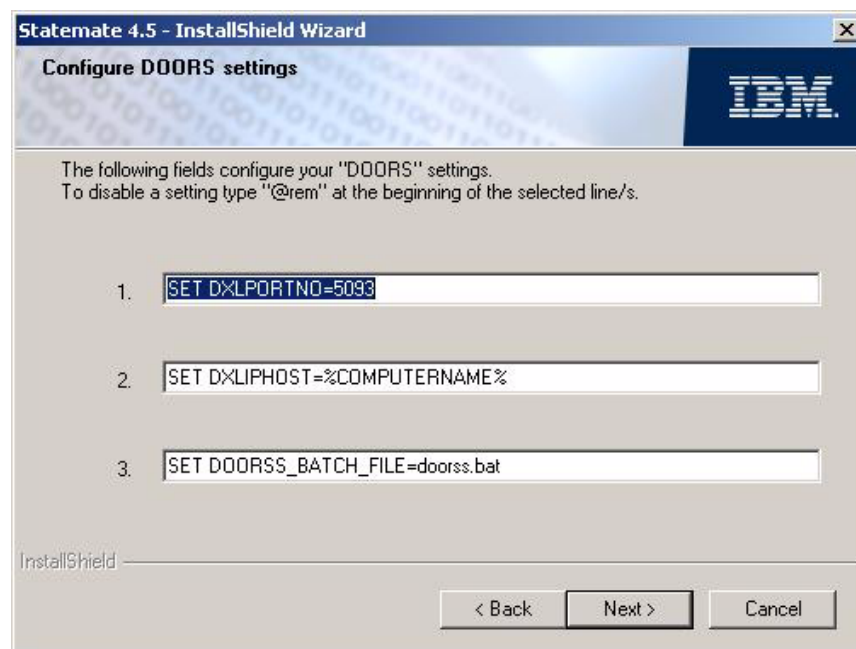 Statemate 4.5 - InstallShield Wizard
Configure DOORS settings
IBM.
The following fields configure your "DOORS" settings.
To disable a setting type "@rem" at the beginning of the selected line/s.
1. SET DXLPORTNO=5093
2. SET DXLIPHOST=%COMPUTERNAME%
3. SET DOORSS_BATCH_FILE=doorss.bat
InstallShield
< Back Next > Cancel